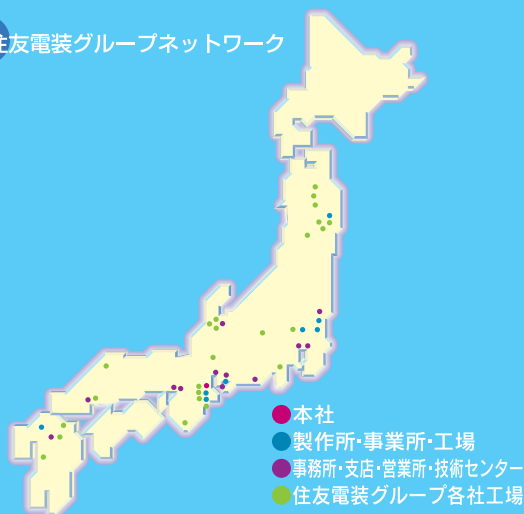 住友電装グループネットワーク
本社
製作所・事業所・工場
事務所・支店・営業所・技術センター
住友電装グループ各社工場